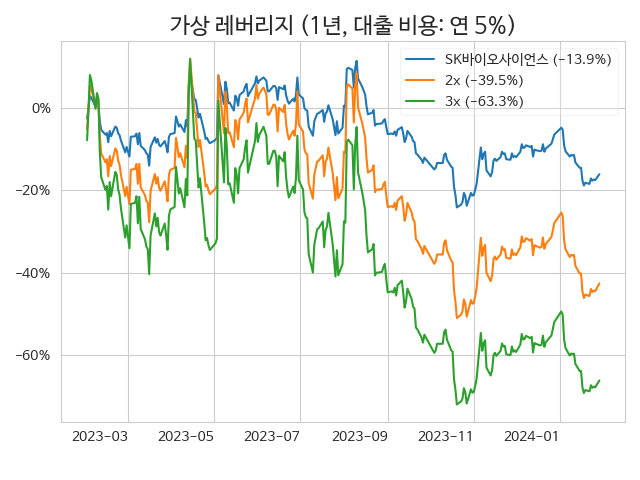 가상 레버리지 (1년, 대출 비용: 연 5%)
SK바이오사이언스 (−13.9%)
2x (−39.5%)
3x (−63.3%)
0%
−20%
−40%
−60%
2023−03 2023−05 2023−07 2023−09 2023−11 2024−01